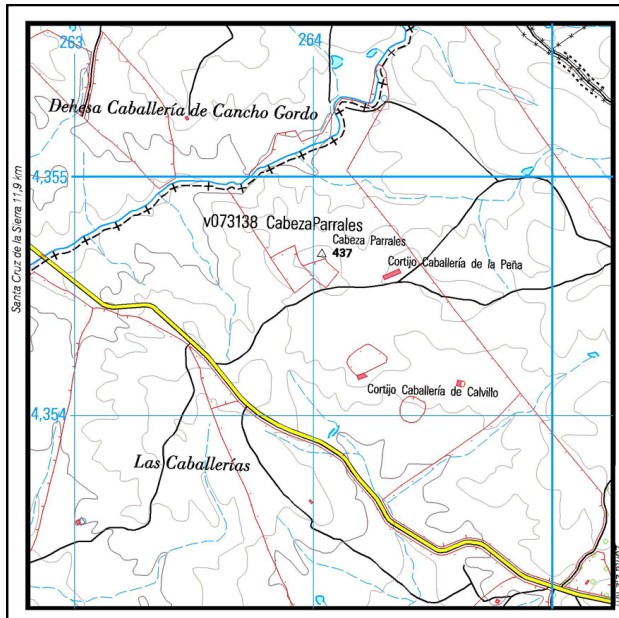 263
264
Dehesa Caballería de Cancho Gordo
4,355
Santa Cruz de la Sierra 11,9 km
v073138 CabezaParrales
Cabeza Parrales
437
Cortijo Caballería de la Peña
Cortijo Caballería de Calvillo
4,354
Las Caballerías